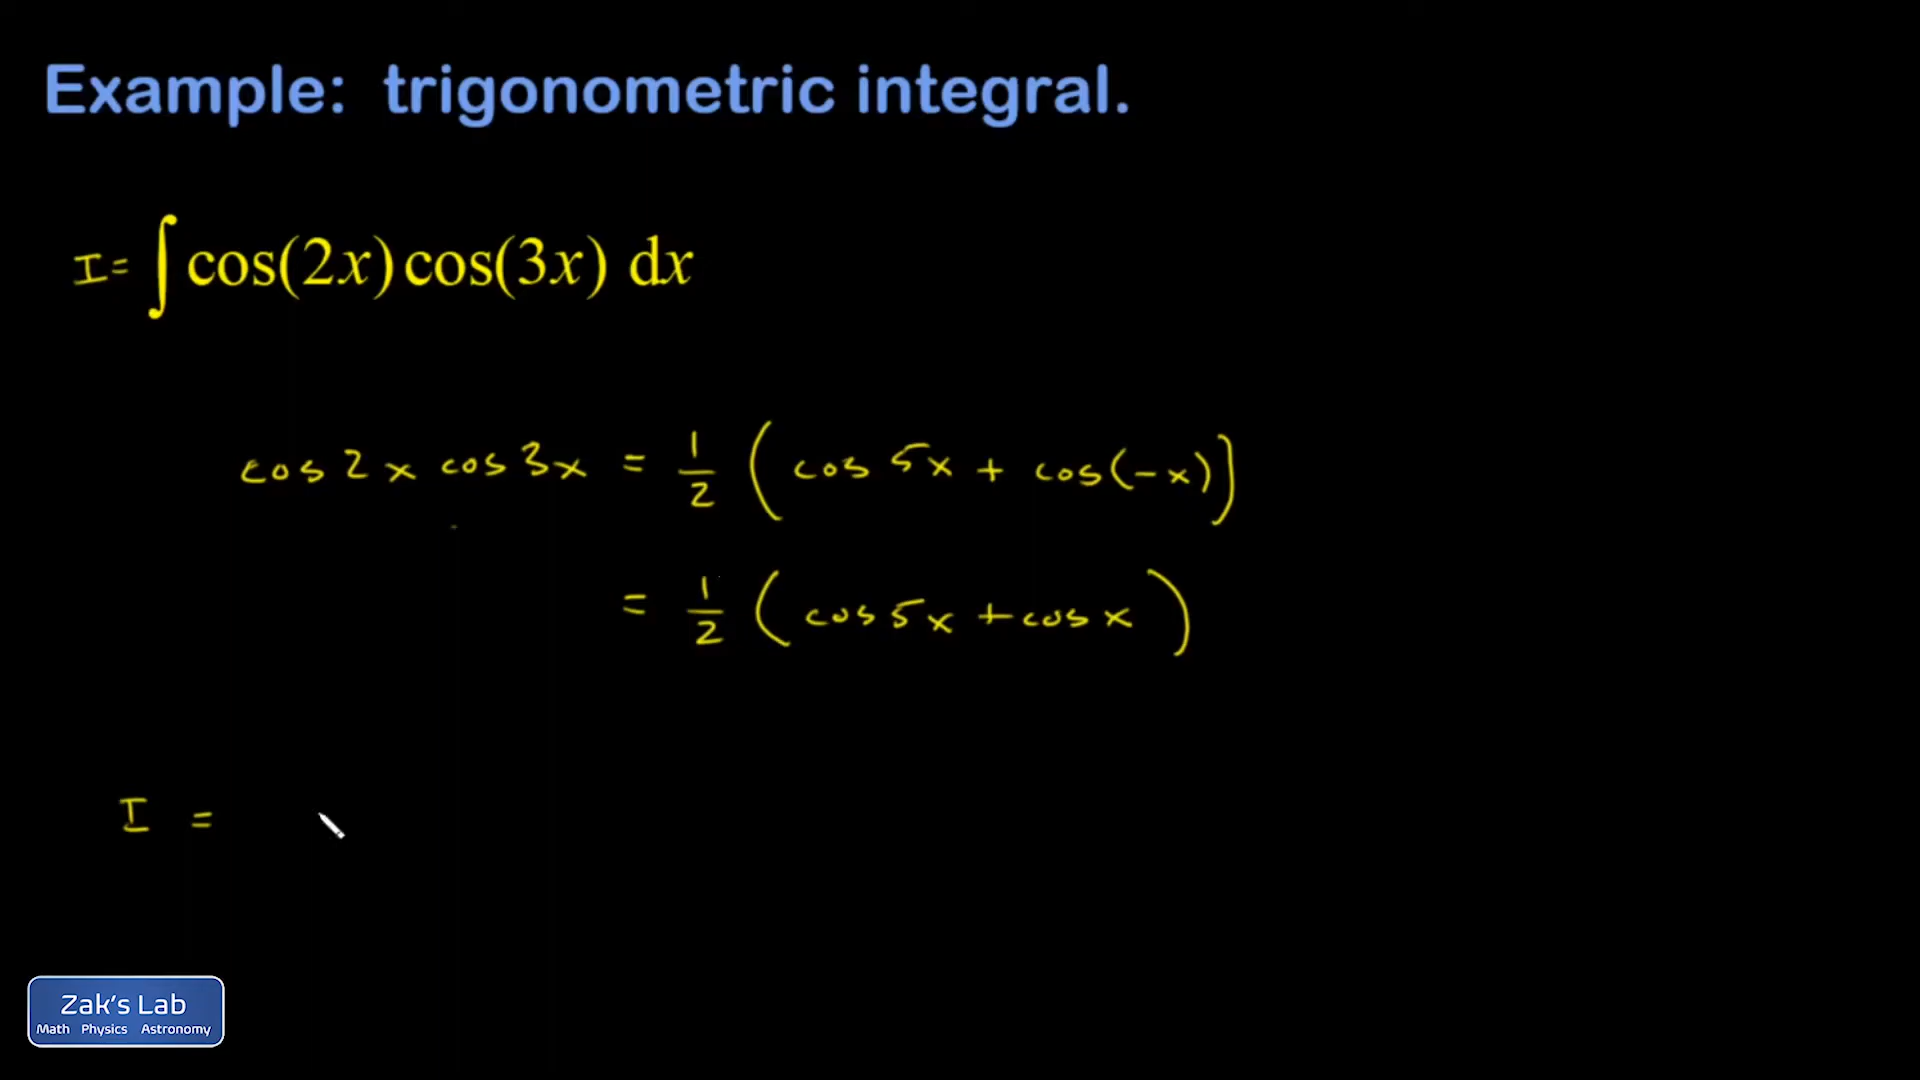 Example: trigonometric integral.
I = ∫ cos(2x) cos(3x) dx
cos 2x cos 3x = 1/2 (cos 5x + cos(-x))
= 1/2 (cos 5x + cos x)
I =
Zak's Lab
Math Physics Astronomy